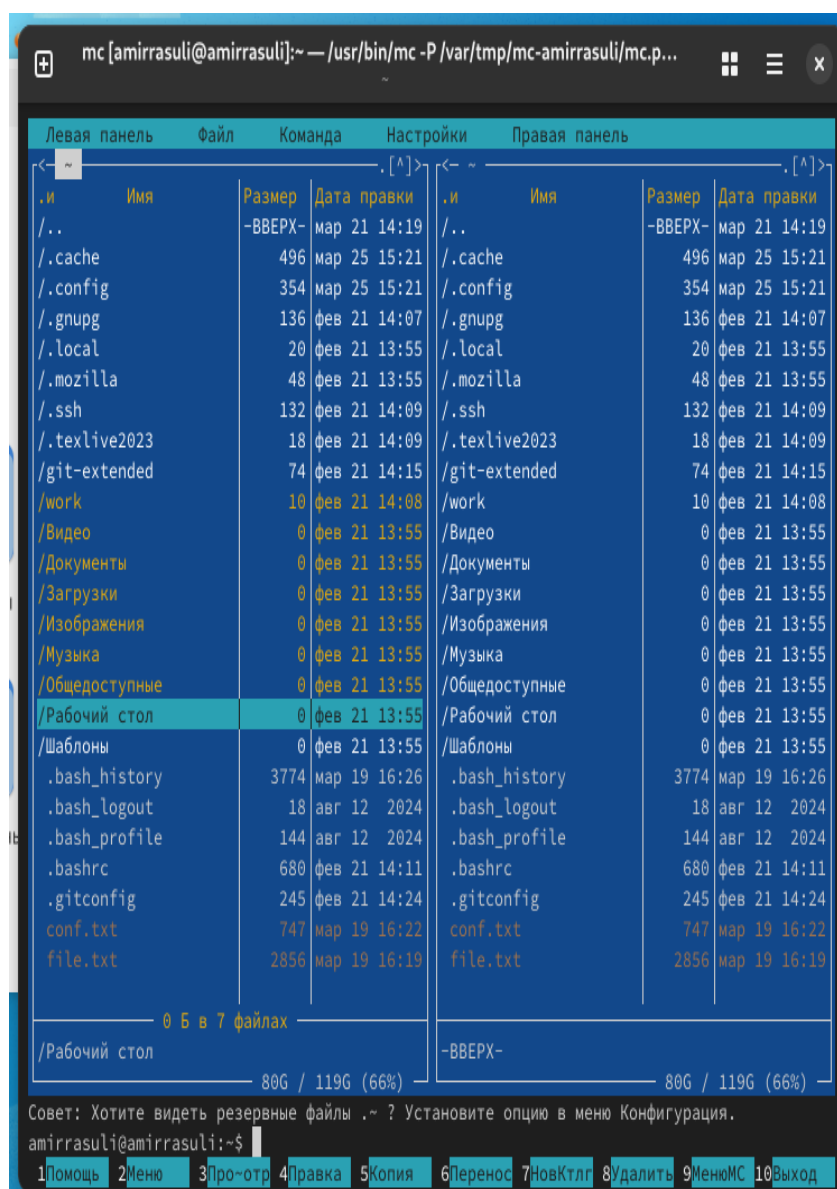 mc [amirrasuli@amirrasuli]:~ — /usr/bin/mc -P /var/tmp/mc-amirrasuli/mc.p...
~
Левая панель Файл Команда Настройки Правая панель
<— ~ .[^]> <— ~ .[^]>
.и Имя Размер Дата правки .и Имя Размер Дата правки
/.. -ВВЕРХ- мар 21 14:19 /.. -ВВЕРХ- мар 21 14:19
/.cache 496 мар 25 15:21 /.cache 496 мар 25 15:21
/.config 354 мар 25 15:21 /.config 354 мар 25 15:21
/.gnupg 136 фев 21 14:07 /.gnupg 136 фев 21 14:07
/.local 20 фев 21 13:55 /.local 20 фев 21 13:55
/.mozilla 48 фев 21 13:55 /.mozilla 48 фев 21 13:55
/.ssh 132 фев 21 14:09 /.ssh 132 фев 21 14:09
/.texlive2023 18 фев 21 14:09 /.texlive2023 18 фев 21 14:09
/git-extended 74 фев 21 14:15 /git-extended 74 фев 21 14:15
/work 10 фев 21 14:08 /work 10 фев 21 14:08
/Видео 0 фев 21 13:55 /Видео 0 фев 21 13:55
/Документы 0 фев 21 13:55 /Документы 0 фев 21 13:55
/Загрузки 0 фев 21 13:55 /Загрузки 0 фев 21 13:55
/Изображения 0 фев 21 13:55 /Изображения 0 фев 21 13:55
/Музыка 0 фев 21 13:55 /Музыка 0 фев 21 13:55
/Общедоступные 0 фев 21 13:55 /Общедоступные 0 фев 21 13:55
/Рабочий стол 0 фев 21 13:55 /Рабочий стол 0 фев 21 13:55
/Шаблоны 0 фев 21 13:55 /Шаблоны 0 фев 21 13:55
.bash_history 3774 мар 19 16:26 .bash_history 3774 мар 19 16:26
.bash_logout 18 авг 12 2024 .bash_logout 18 авг 12 2024
.bash_profile 144 авг 12 2024 .bash_profile 144 авг 12 2024
.bashrc 680 фев 21 14:11 .bashrc 680 фев 21 14:11
.gitconfig 245 фев 21 14:24 .gitconfig 245 фев 21 14:24
conf.txt 747 мар 19 16:22 conf.txt 747 мар 19 16:22
file.txt 2856 мар 19 16:19 file.txt 2856 мар 19 16:19
0 Б в 7 файлах
/Рабочий стол -ВВЕРХ-
80G / 119G (66%) 80G / 119G (66%)
Совет: Хотите видеть резервные файлы .~ ? Установите опцию в меню Конфигурация.
amirrasuli@amirrasuli:~$
1Помощь 2Меню 3Про~отр 4Правка 5Копия 6Перенос 7НовКтлг 8Удалить 9МенюМС 10Выход